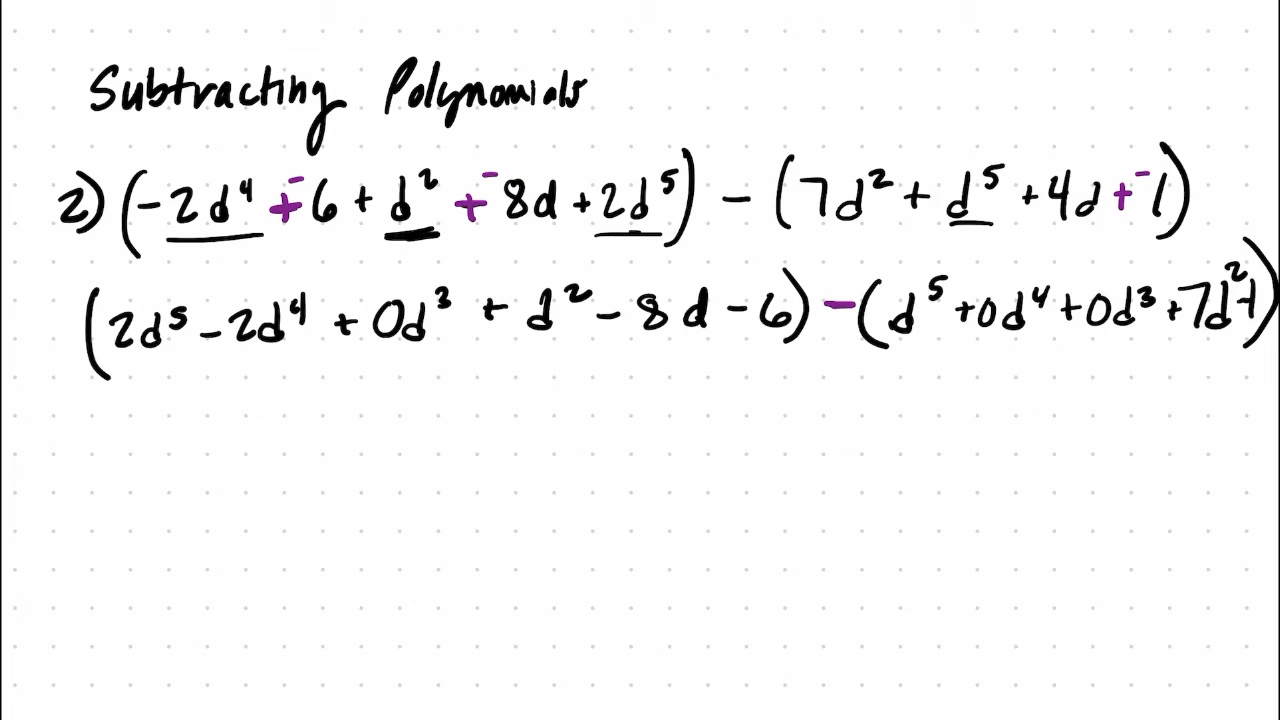 Subtracting Polynomials
2) (-2d⁴ + ⁻6 + d² + ⁻8d + 2d⁵) - (7d² + d⁵ + 4d + ⁻1)
(2d⁵ - 2d⁴ + 0d³ + d² - 8d - 6) - (d⁵ + 0d⁴ + 0d³ + 7d²